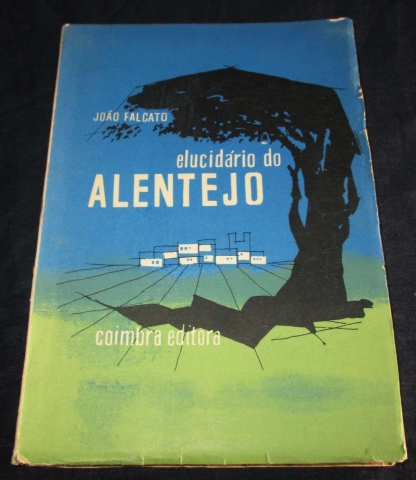 JOÃO FALCATO
elucidário do
ALENTEJO
coimbra editora